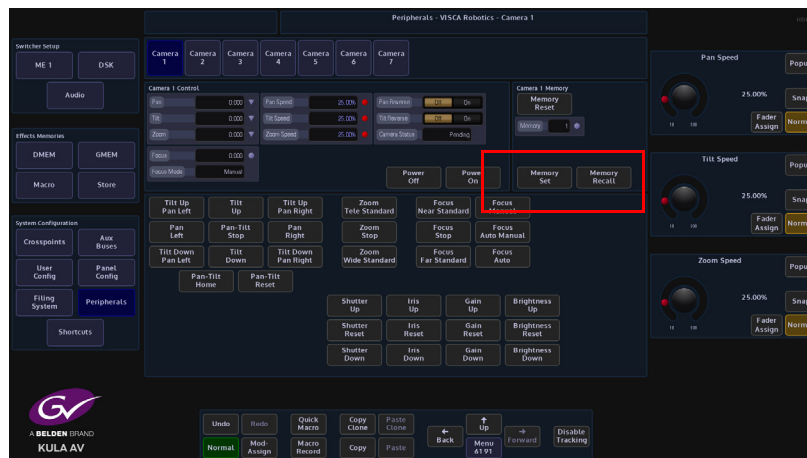 Peripherals - VISCA Robotics - Camera 1
Switcher Setup
ME 1
DSK
Audio
Effects Memories
DMEM
GMEM
Macro
Store
System Configuration
Crosspoints
Aux
Buses
User
Config
Panel
Config
Filing
System
Peripherals
Shortcuts
Camera
1
Camera
2
Camera
3
Camera
4
Camera
5
Camera
6
Camera
7
Camera 1 Control
Pan
0.000
Pan Speed
25.00%
Pan Reverse
Off
On
Tilt
0.000
Tilt Speed
25.00%
Tilt Reverse
Off
On
Zoom
0.000
Zoom Speed
25.00%
Camera Status
Pending
Focus
0.000
Focus Mode
Manual
Power
Off
Power
On
Camera 1 Memory
Memory
Reset
Memory
1
Memory
Set
Memory
Recall
Tilt Up
Pan Left
Tilt
Up
Tilt Up
Pan Right
Zoom
Tele Standard
Focus
Near Standard
Focus
Manual
Pan
Left
Pan-Tilt
Stop
Pan
Right
Zoom
Stop
Focus
Stop
Focus
Auto Manual
Tilt Down
Pan Left
Tilt
Down
Tilt Down
Pan Right
Zoom
Wide Standard
Focus
Far Standard
Focus
Auto
Pan-Tilt
Home
Pan-Tilt
Reset
Shutter
Up
Iris
Up
Gain
Up
Brightness
Up
Shutter
Reset
Iris
Reset
Gain
Reset
Brightness
Reset
Shutter
Down
Iris
Down
Gain
Down
Brightness
Down
Pan Speed
Popu
25.00%
Snap
Fader
Assign
Norm
Tilt Speed
Popu
25.00%
Snap
Fader
Assign
Norm
Zoom Speed
Popu
25.00%
Snap
Fader
Assign
Norm
A BELDEN BRAND
KULA AV
Undo
Redo
Quick
Macro
Copy
Clone
Paste
Clone
Up
Normal
Mod-
Assign
Macro
Record
Copy
Paste
Back
Menu
6191
Forward
Disable
Tracking